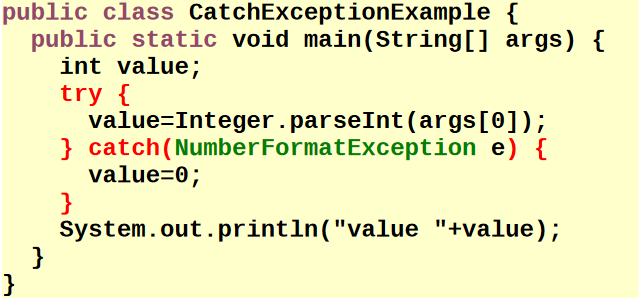 public class CatchExceptionExample {
  public static void main(String[] args) {
    int value;
    try {
      value=Integer.parseInt(args[0]);
    } catch(NumberFormatException e) {
      value=0;
    }
    System.out.println("value "+value);
  }
}